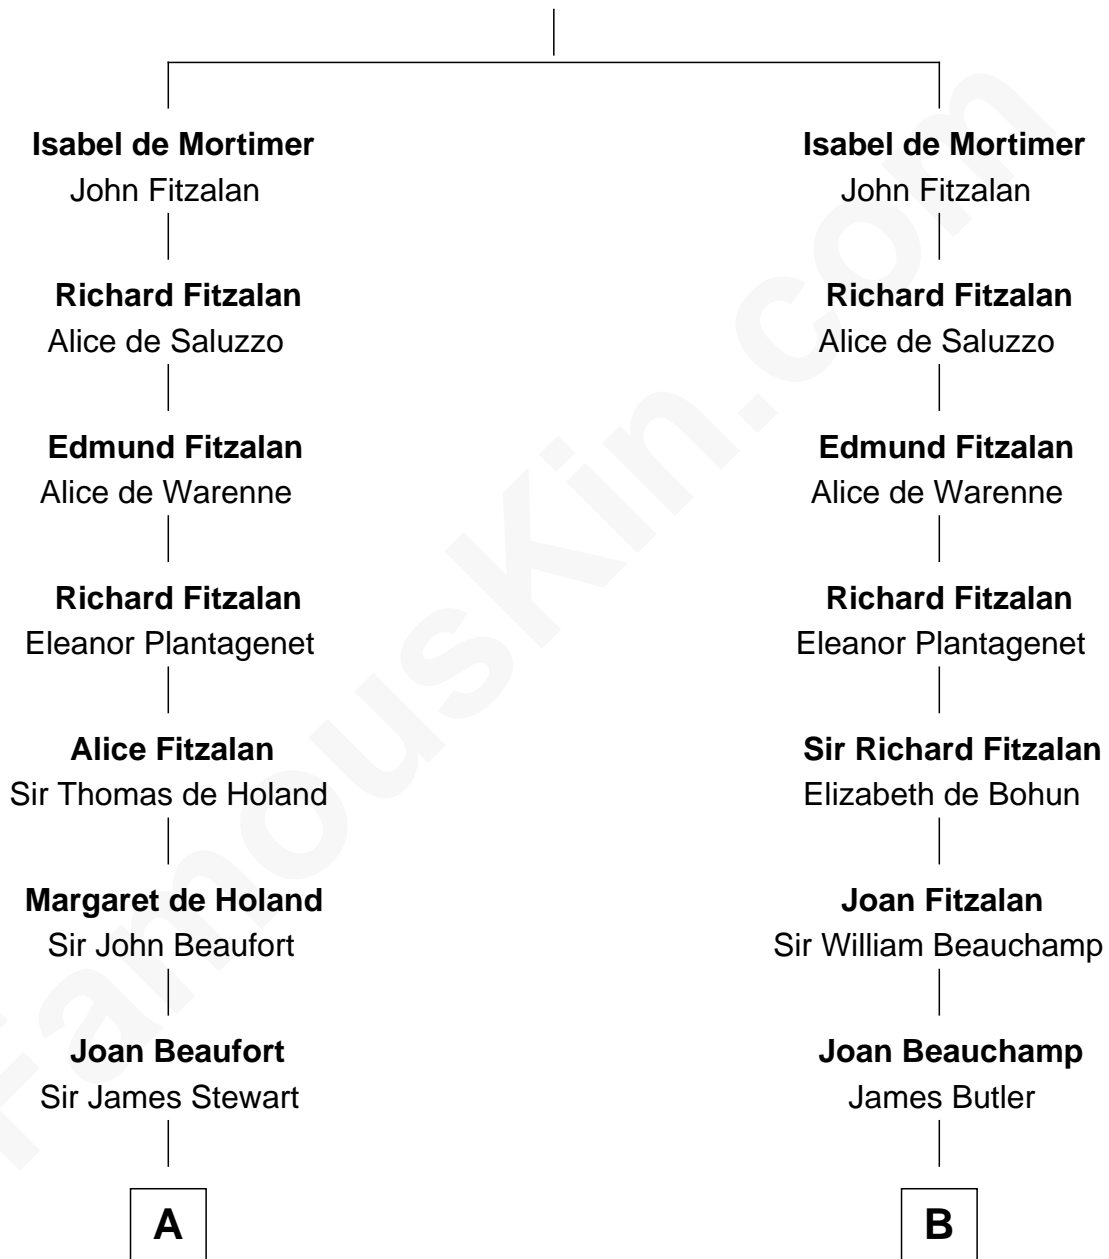 Isabel de Mortimer
John Fitzalan
Richard Fitzalan
Alice de Saluzzo
Edmund Fitzalan
Alice de Warenne
Richard Fitzalan
Eleanor Plantagenet
Alice Fitzalan
Sir Thomas de Holand
Margaret de Holand
Sir John Beaufort
Joan Beaufort
Sir James Stewart
A
Isabel de Mortimer
John Fitzalan
Richard Fitzalan
Alice de Saluzzo
Edmund Fitzalan
Alice de Warenne
Richard Fitzalan
Eleanor Plantagenet
Sir Richard Fitzalan
Elizabeth de Bohun
Joan Fitzalan
Sir William Beauchamp
Joan Beauchamp
James Butler
B
FamousKin.com